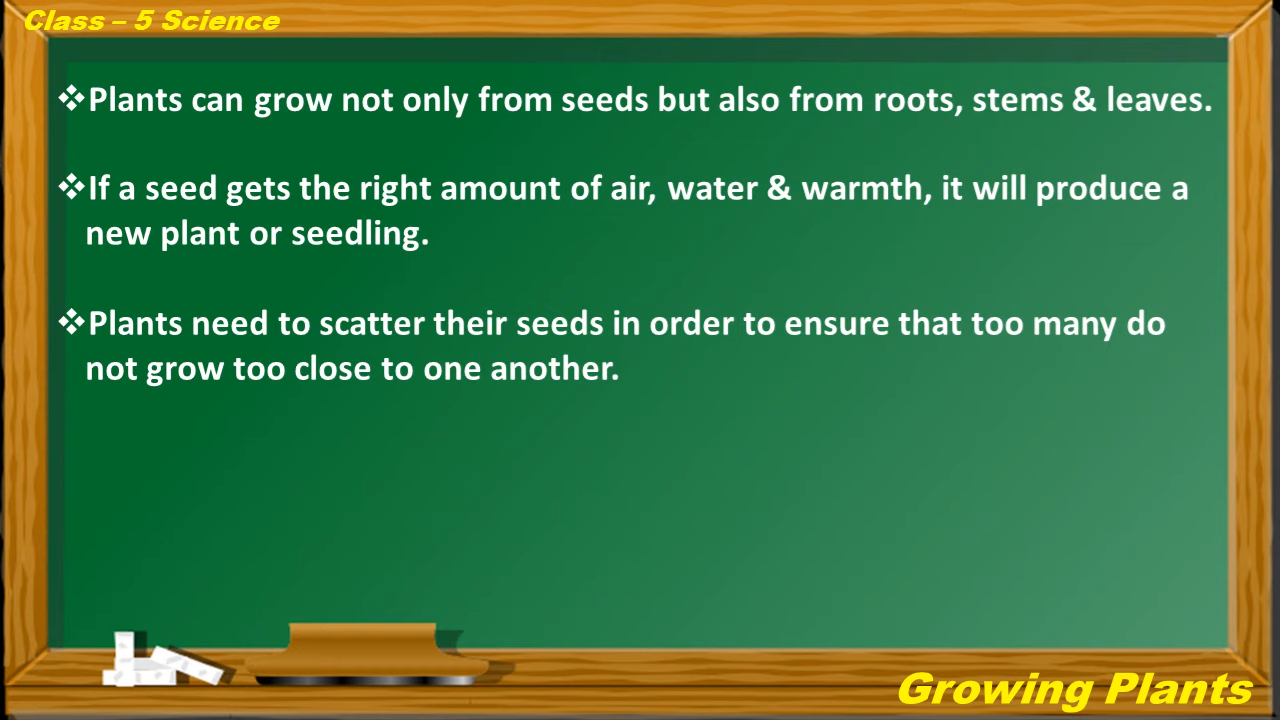 Class – 5 Science
❖Plants can grow not only from seeds but also from roots, stems & leaves.
❖If a seed gets the right amount of air, water & warmth, it will produce a
new plant or seedling.
❖Plants need to scatter their seeds in order to ensure that too many do
not grow too close to one another.
Growing Plants